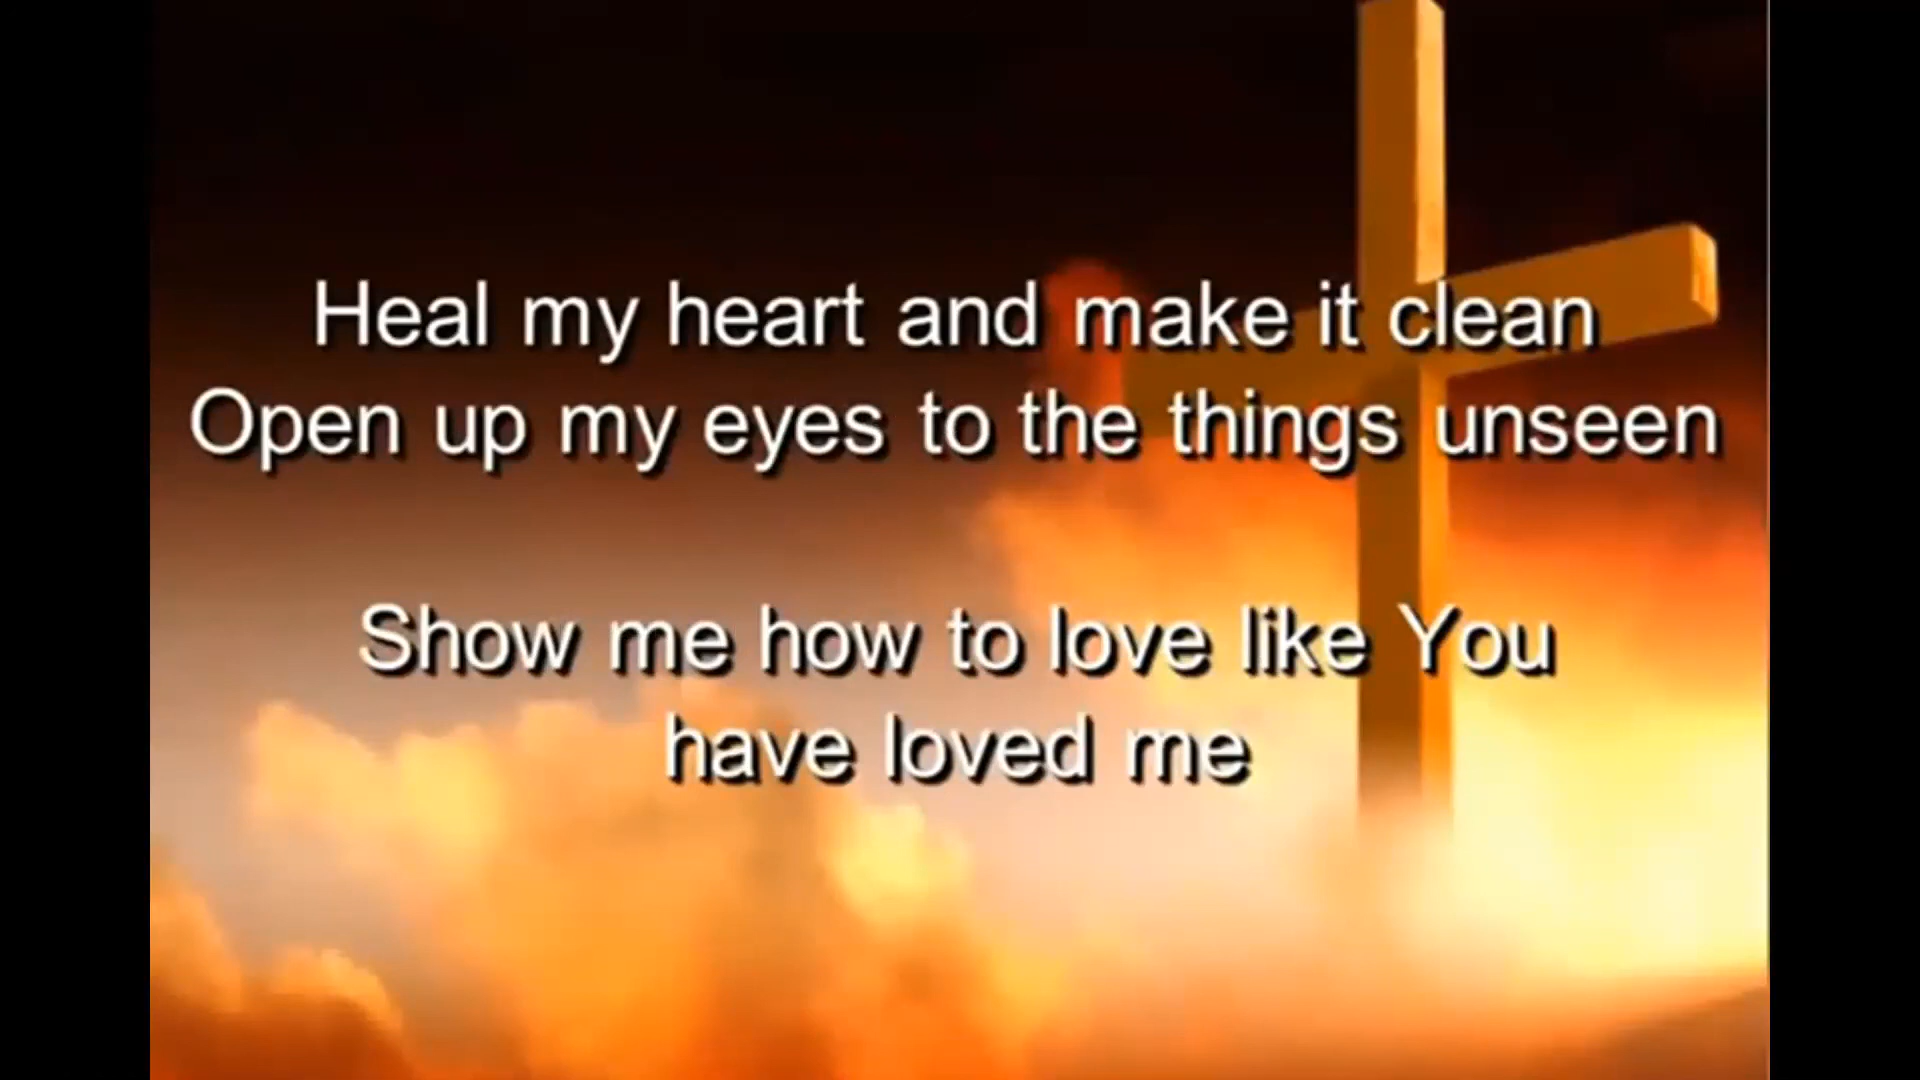 Heal my heart and make it clean
Open up my eyes to the things unseen
Show me how to love like You
have loved me